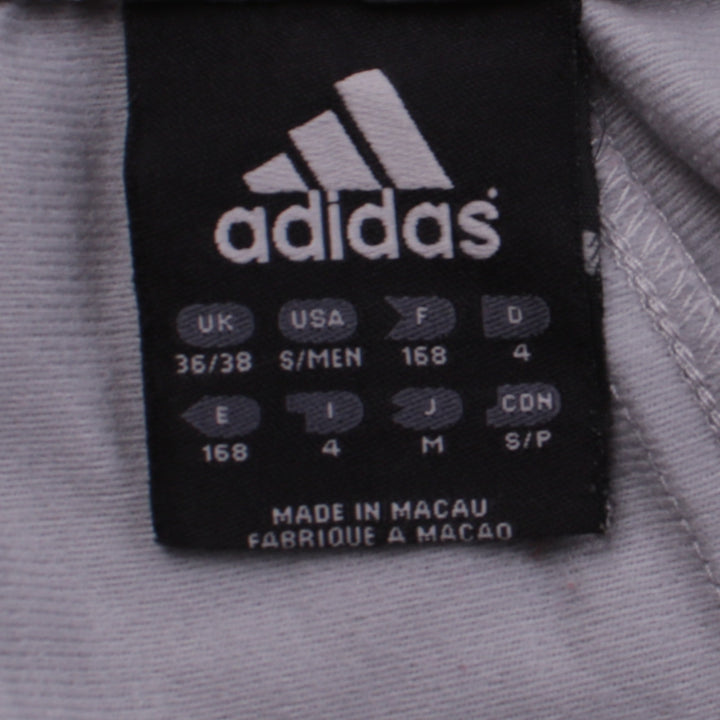 adidas
UK USA F D
36/38 S/MEN 168 4
E I J CDN
168 4 M S/P
MADE IN MACAU
FABRIQUE A MACAO